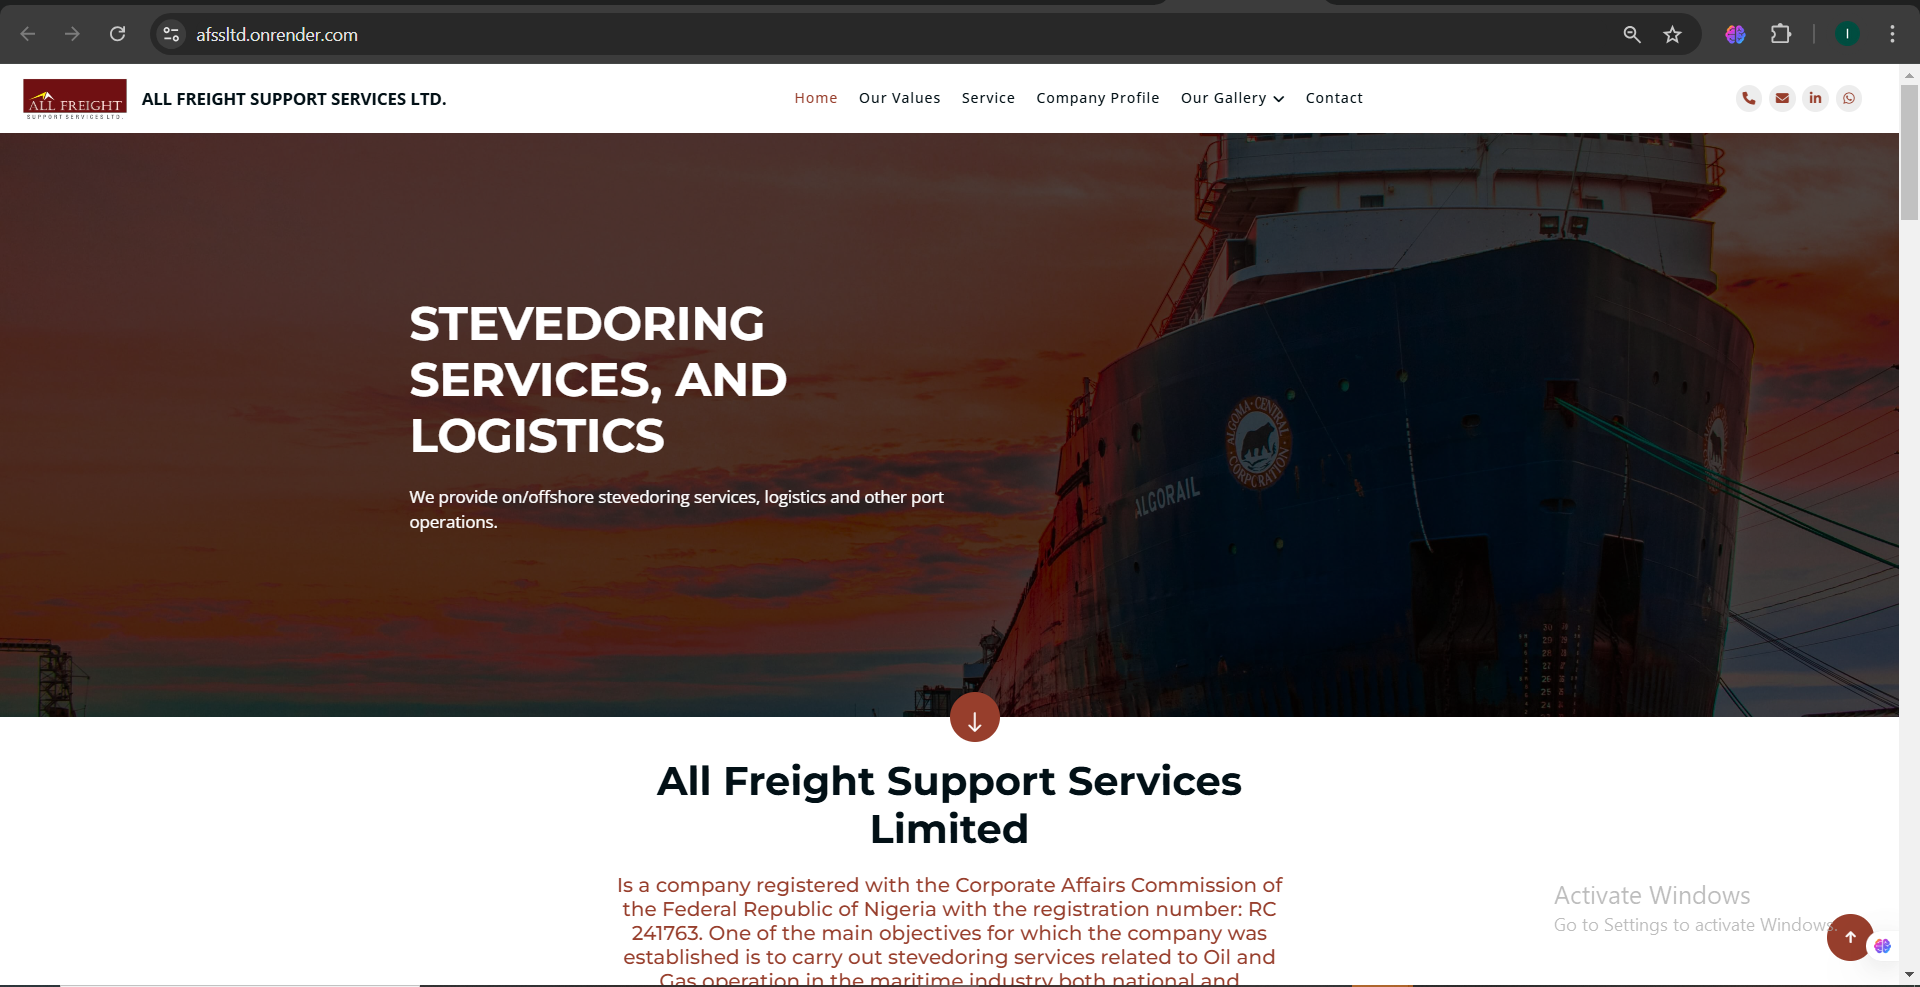 afssltd.onrender.com
I
ALL FREIGHT
SUPPORT SERVICES LTD.
ALL FREIGHT SUPPORT SERVICES LTD.
Home
Our Values
Service
Company Profile
Our Gallery
Contact
STEVEDORING
SERVICES, AND
LOGISTICS
We provide on/offshore stevedoring services, logistics and other port
operations.
ALGOMA CENTRAL
CORPORATION
ALGORAIL
All Freight Support Services
Limited
Is a company registered with the Corporate Affairs Commission of
the Federal Republic of Nigeria with the registration number: RC
241763. One of the main objectives for which the company was
established is to carry out stevedoring services related to Oil and
Gas operation in the maritime industry both national and
Activate Windows
Go to Settings to activate Windows.